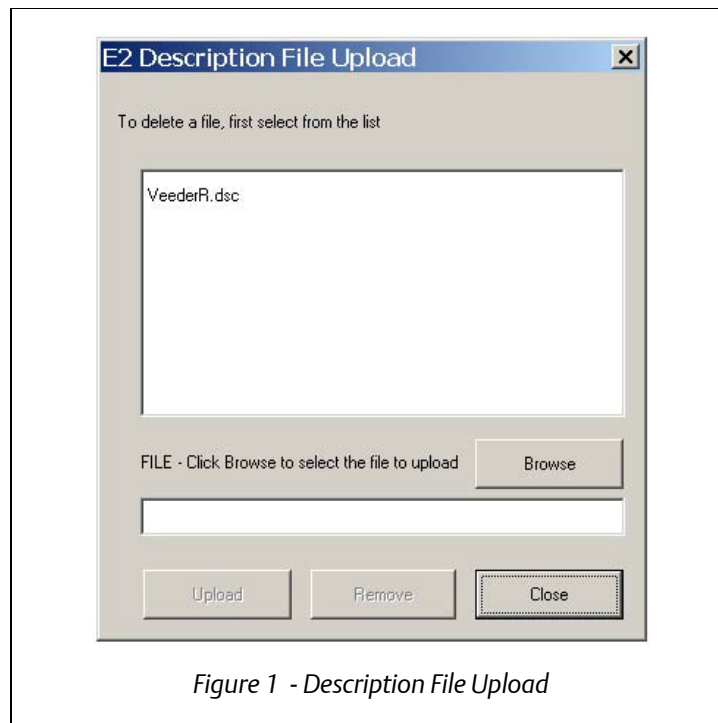 E2 Description File Upload
To delete a file, first select from the list
VeederR.dsc
FILE - Click Browse to select the file to upload
Browse
Upload
Remove
Close
Figure 1 - Description File Upload